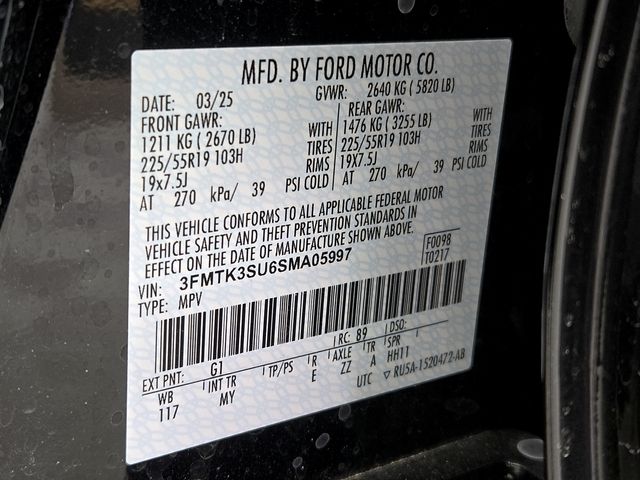 MFD. BY FORD MOTOR CO.
DATE: 03/25 GVWR: 2640 KG ( 5820 LB)
FRONT GAWR: REAR GAWR:
1211 KG ( 2670 LB) WITH 1476 KG ( 3255 LB) WITH
225/55R19 103H TIRES 225/55R19 103H TIRES
19x7.5J RIMS 19X7.5J RIMS
AT 270 kPa/ 39 PSI COLD AT 270 kPa/ 39 PSI COLD
THIS VEHICLE CONFORMS TO ALL APPLICABLE FEDERAL MOTOR
VEHICLE SAFETY AND THEFT PREVENTION STANDARDS IN
EFFECT ON THE DATE OF MANUFACTURE SHOWN ABOVE.
F0098
T0217
VIN: 3FMTK3SU6SMA05997
TYPE: MPV
RC: 89 DSO:
EXT PNT: G1
WB INT TR TP/PS R AXLE TR SPR
117 MY E ZZ A HH11
UTC ▽ RU5A-1520472-AB